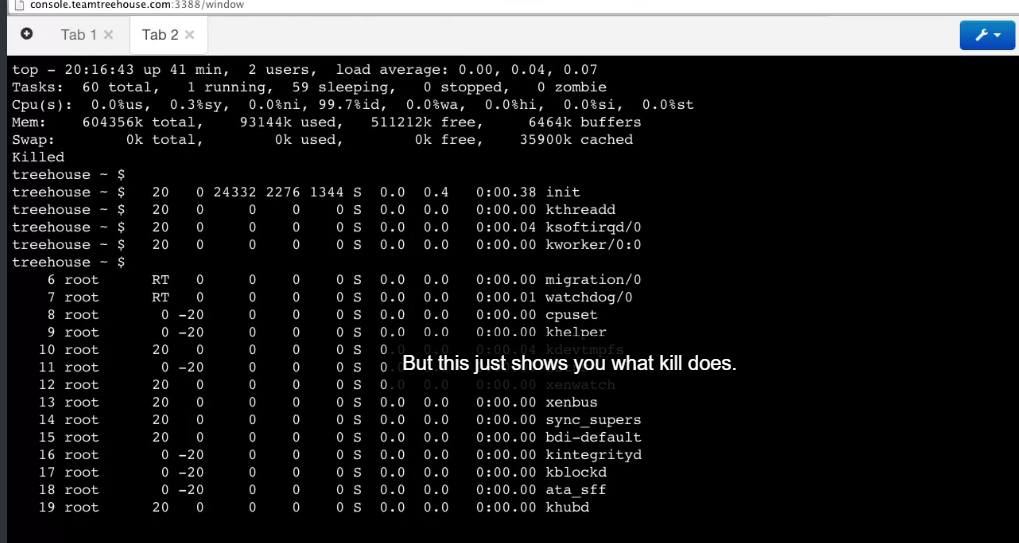 console.teamtreehouse.com:3388/window
Tab 1 ×
Tab 2 ×
top - 20:16:43 up 41 min,  2 users,  load average: 0.00, 0.04, 0.07
Tasks:  60 total,   1 running,  59 sleeping,   0 stopped,   0 zombie
Cpu(s):  0.0%us,  0.3%sy,  0.0%ni, 99.7%id,  0.0%wa,  0.0%hi,  0.0%si,  0.0%st
Mem:    604356k total,    93144k used,   511212k free,     6464k buffers
Swap:        0k total,        0k used,        0k free,    35900k cached
Killed
treehouse ~ $
treehouse ~ $   20   0 24332 2276 1344 S  0.0  0.4   0:00.38 init
treehouse ~ $   20   0     0    0    0 S  0.0  0.0   0:00.00 kthreadd
treehouse ~ $   20   0     0    0    0 S  0.0  0.0   0:00.04 ksoftirqd/0
treehouse ~ $   20   0     0    0    0 S  0.0  0.0   0:00.00 kworker/0:0
treehouse ~ $
6 root      RT   0     0    0    0 S  0.0  0.0   0:00.00 migration/0
7 root      RT   0     0    0    0 S  0.0  0.0   0:00.01 watchdog/0
8 root       0 -20     0    0    0 S  0.0  0.0   0:00.00 cpuset
9 root       0 -20     0    0    0 S  0.0  0.0   0:00.00 khelper
10 root      20   0     0    0    0 S  0.0  0.0   0:00.04 kdevtmpfs
11 root       0 -20     0    0    0 S  0.
But this just shows you what kill does.
12 root      20   0     0    0    0 S  0.0  0.0   0:00.00 xenwatch
13 root      20   0     0    0    0 S  0.0  0.0   0:00.00 xenbus
14 root      20   0     0    0    0 S  0.0  0.0   0:00.00 sync_supers
15 root      20   0     0    0    0 S  0.0  0.0   0:00.00 bdi-default
16 root       0 -20     0    0    0 S  0.0  0.0   0:00.00 kintegrityd
17 root       0 -20     0    0    0 S  0.0  0.0   0:00.00 kblockd
18 root       0 -20     0    0    0 S  0.0  0.0   0:00.00 ata_sff
19 root      20   0     0    0    0 S  0.0  0.0   0:00.00 khubd